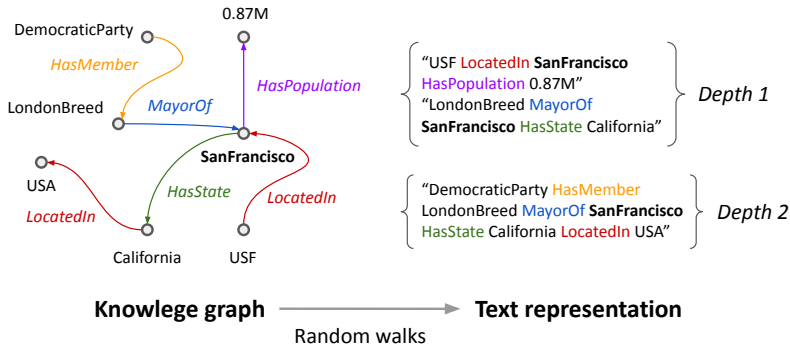 DemocraticParty
0.87M
HasMember
HasPopulation
LondonBreed
MayorOf
SanFrancisco
USA
HasState
LocatedIn
LocatedIn
California
USF
“USF LocatedIn SanFrancisco
HasPopulation 0.87M”
“LondonBreed MayorOf
SanFrancisco HasState California”
Depth 1
“DemocraticParty HasMember
LondonBreed MayorOf SanFrancisco
HasState California LocatedIn USA”
Depth 2
Knowlege graph
Random walks
Text representation